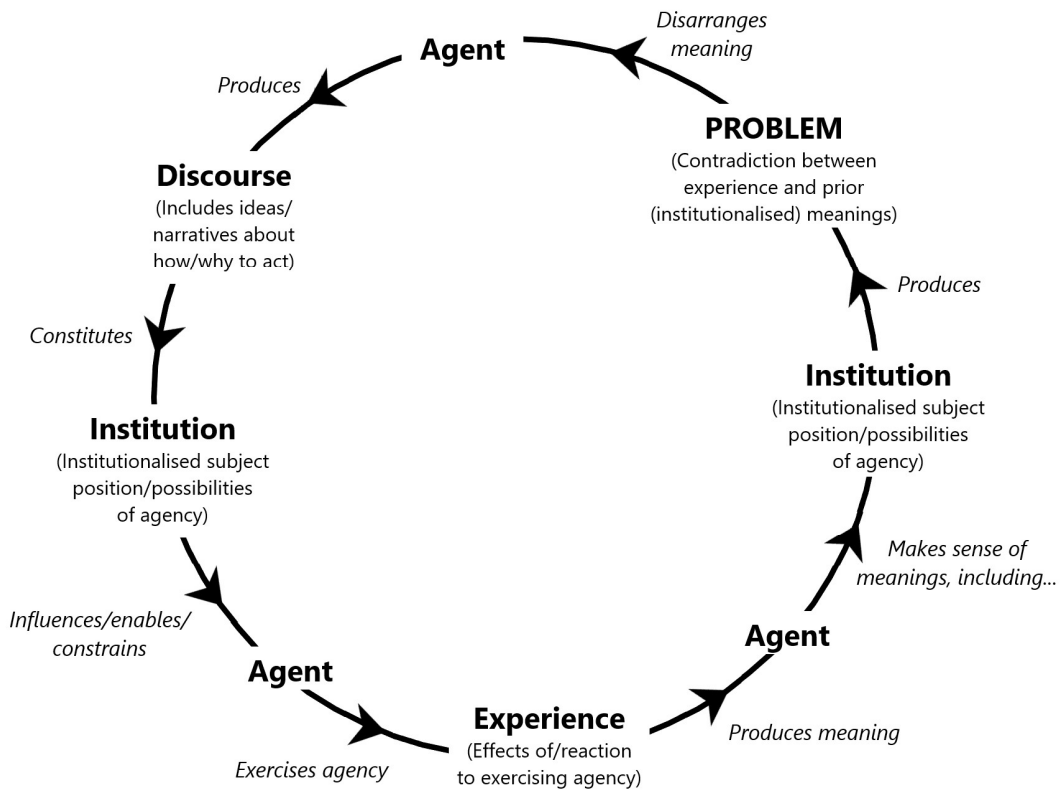 Agent
Disarranges
meaning
Produces
PROBLEM
(Contradiction between
experience and prior
(institutionalised) meanings)
Discourse
(Includes ideas/
narratives about
how/why to act)
Produces
Constitutes
Institution
(Institutionalised subject
position/possibilities
of agency)
Institution
(Institutionalised subject
position/possibilities
of agency)
Makes sense of
meanings, including...
Influences/enables/
constrains
Agent
Agent
Experience
(Effects of/reaction
to exercising agency)
Produces meaning
Exercises agency